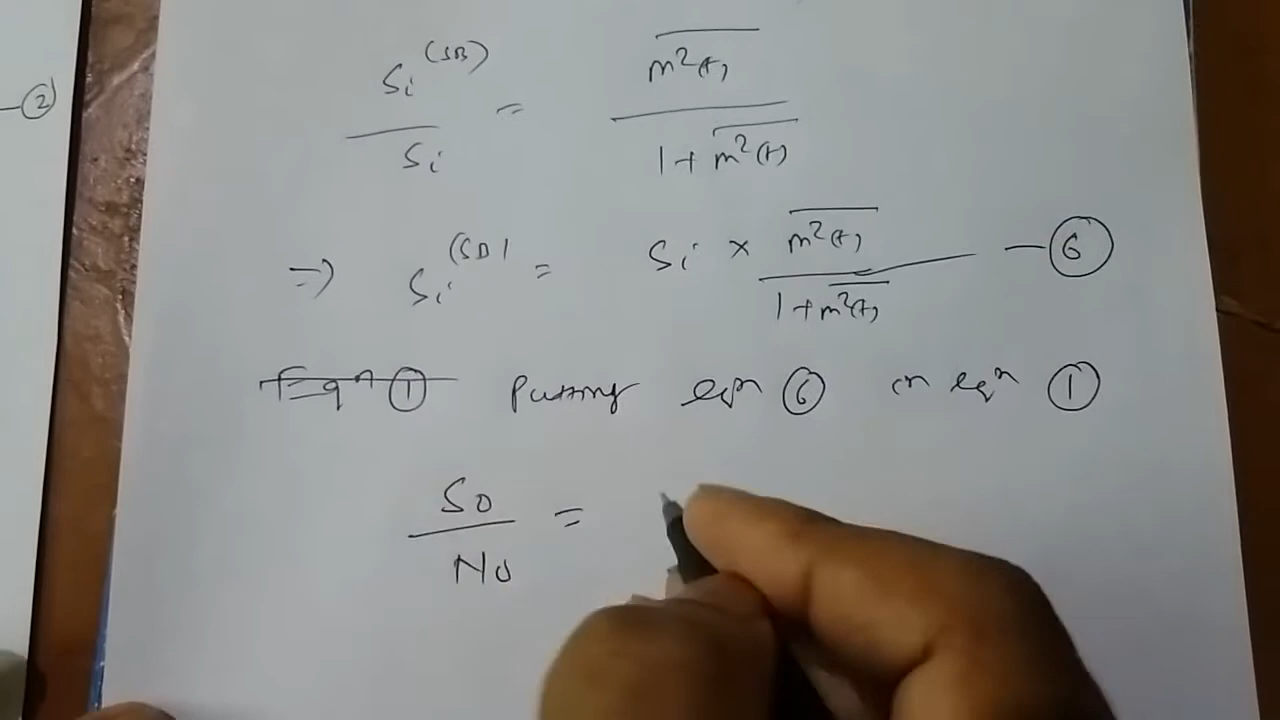 — ②
Si^(SB) / Si = \overline{m²(t)} / 1 + \overline{m²(t)}
=> Si^(SB) = Si × \overline{m²(t)} / 1 + \overline{m²(t)} — ⑥
Eqn ① Putting eqn ⑥ in eqn ①
So / No =